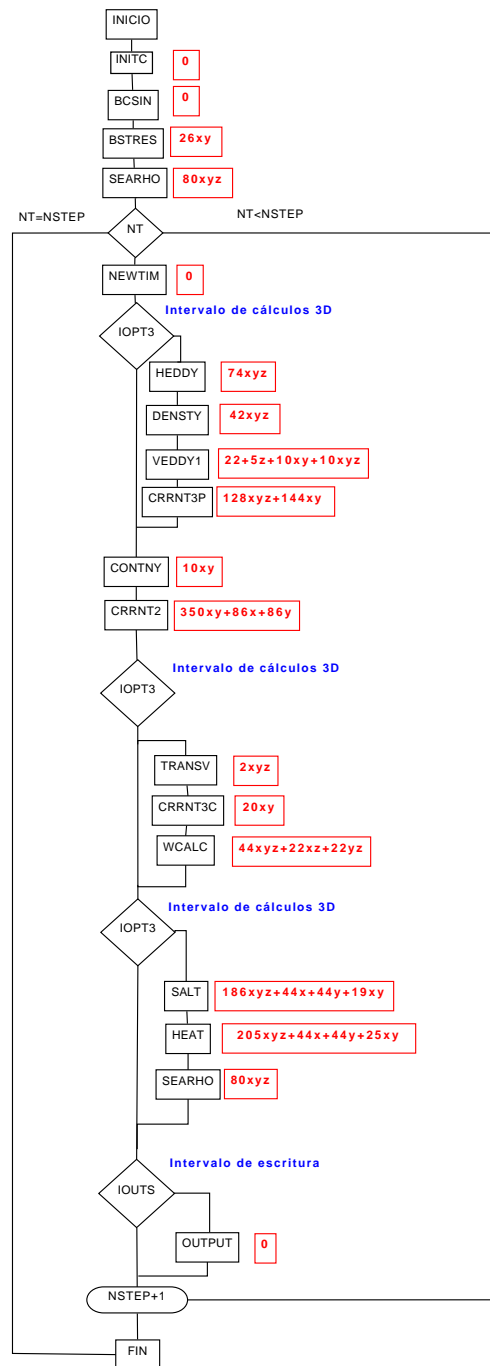 INICIO
INITC
0
BCSIN
0
BSTRES
26xy
SEARHO
80xyz
NT=NSTEP
NT<NSTEP
NT
NEWTIM
0
Intervalo de cálculos 3D
IOPT3
HEDDY
74xyz
DENSTY
42xyz
VEDDY1
22+5z+10xy+10xyz
CRRNT3P
128xyz+144xy
CONTNY
10xy
CRRNT2
350xy+86x+86y
Intervalo de cálculos 3D
IOPT3
TRANSV
2xyz
CRRNT3C
20xy
WCALC
44xyz+22xz+22yz
Intervalo de cálculos 3D
IOPT3
SALT
186xyz+44x+44y+19xy
HEAT
205xyz+44x+44y+25xy
SEARHO
80xyz
Intervalo de escritura
IOUTS
OUTPUT
0
NSTEP+1
FIN